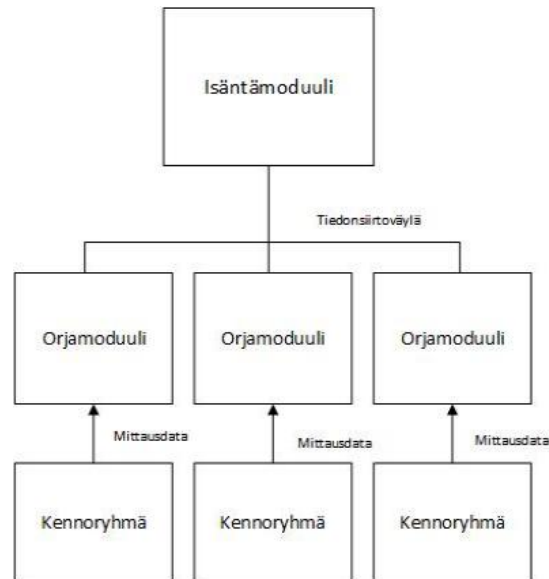 Isäntämoduuli
Tiedonsiirtoväylä
Orjamoduuli
Orjamoduuli
Orjamoduuli
Mittausdata
Mittausdata
Mittausdata
Kennoryhmä
Kennoryhmä
Kennoryhmä